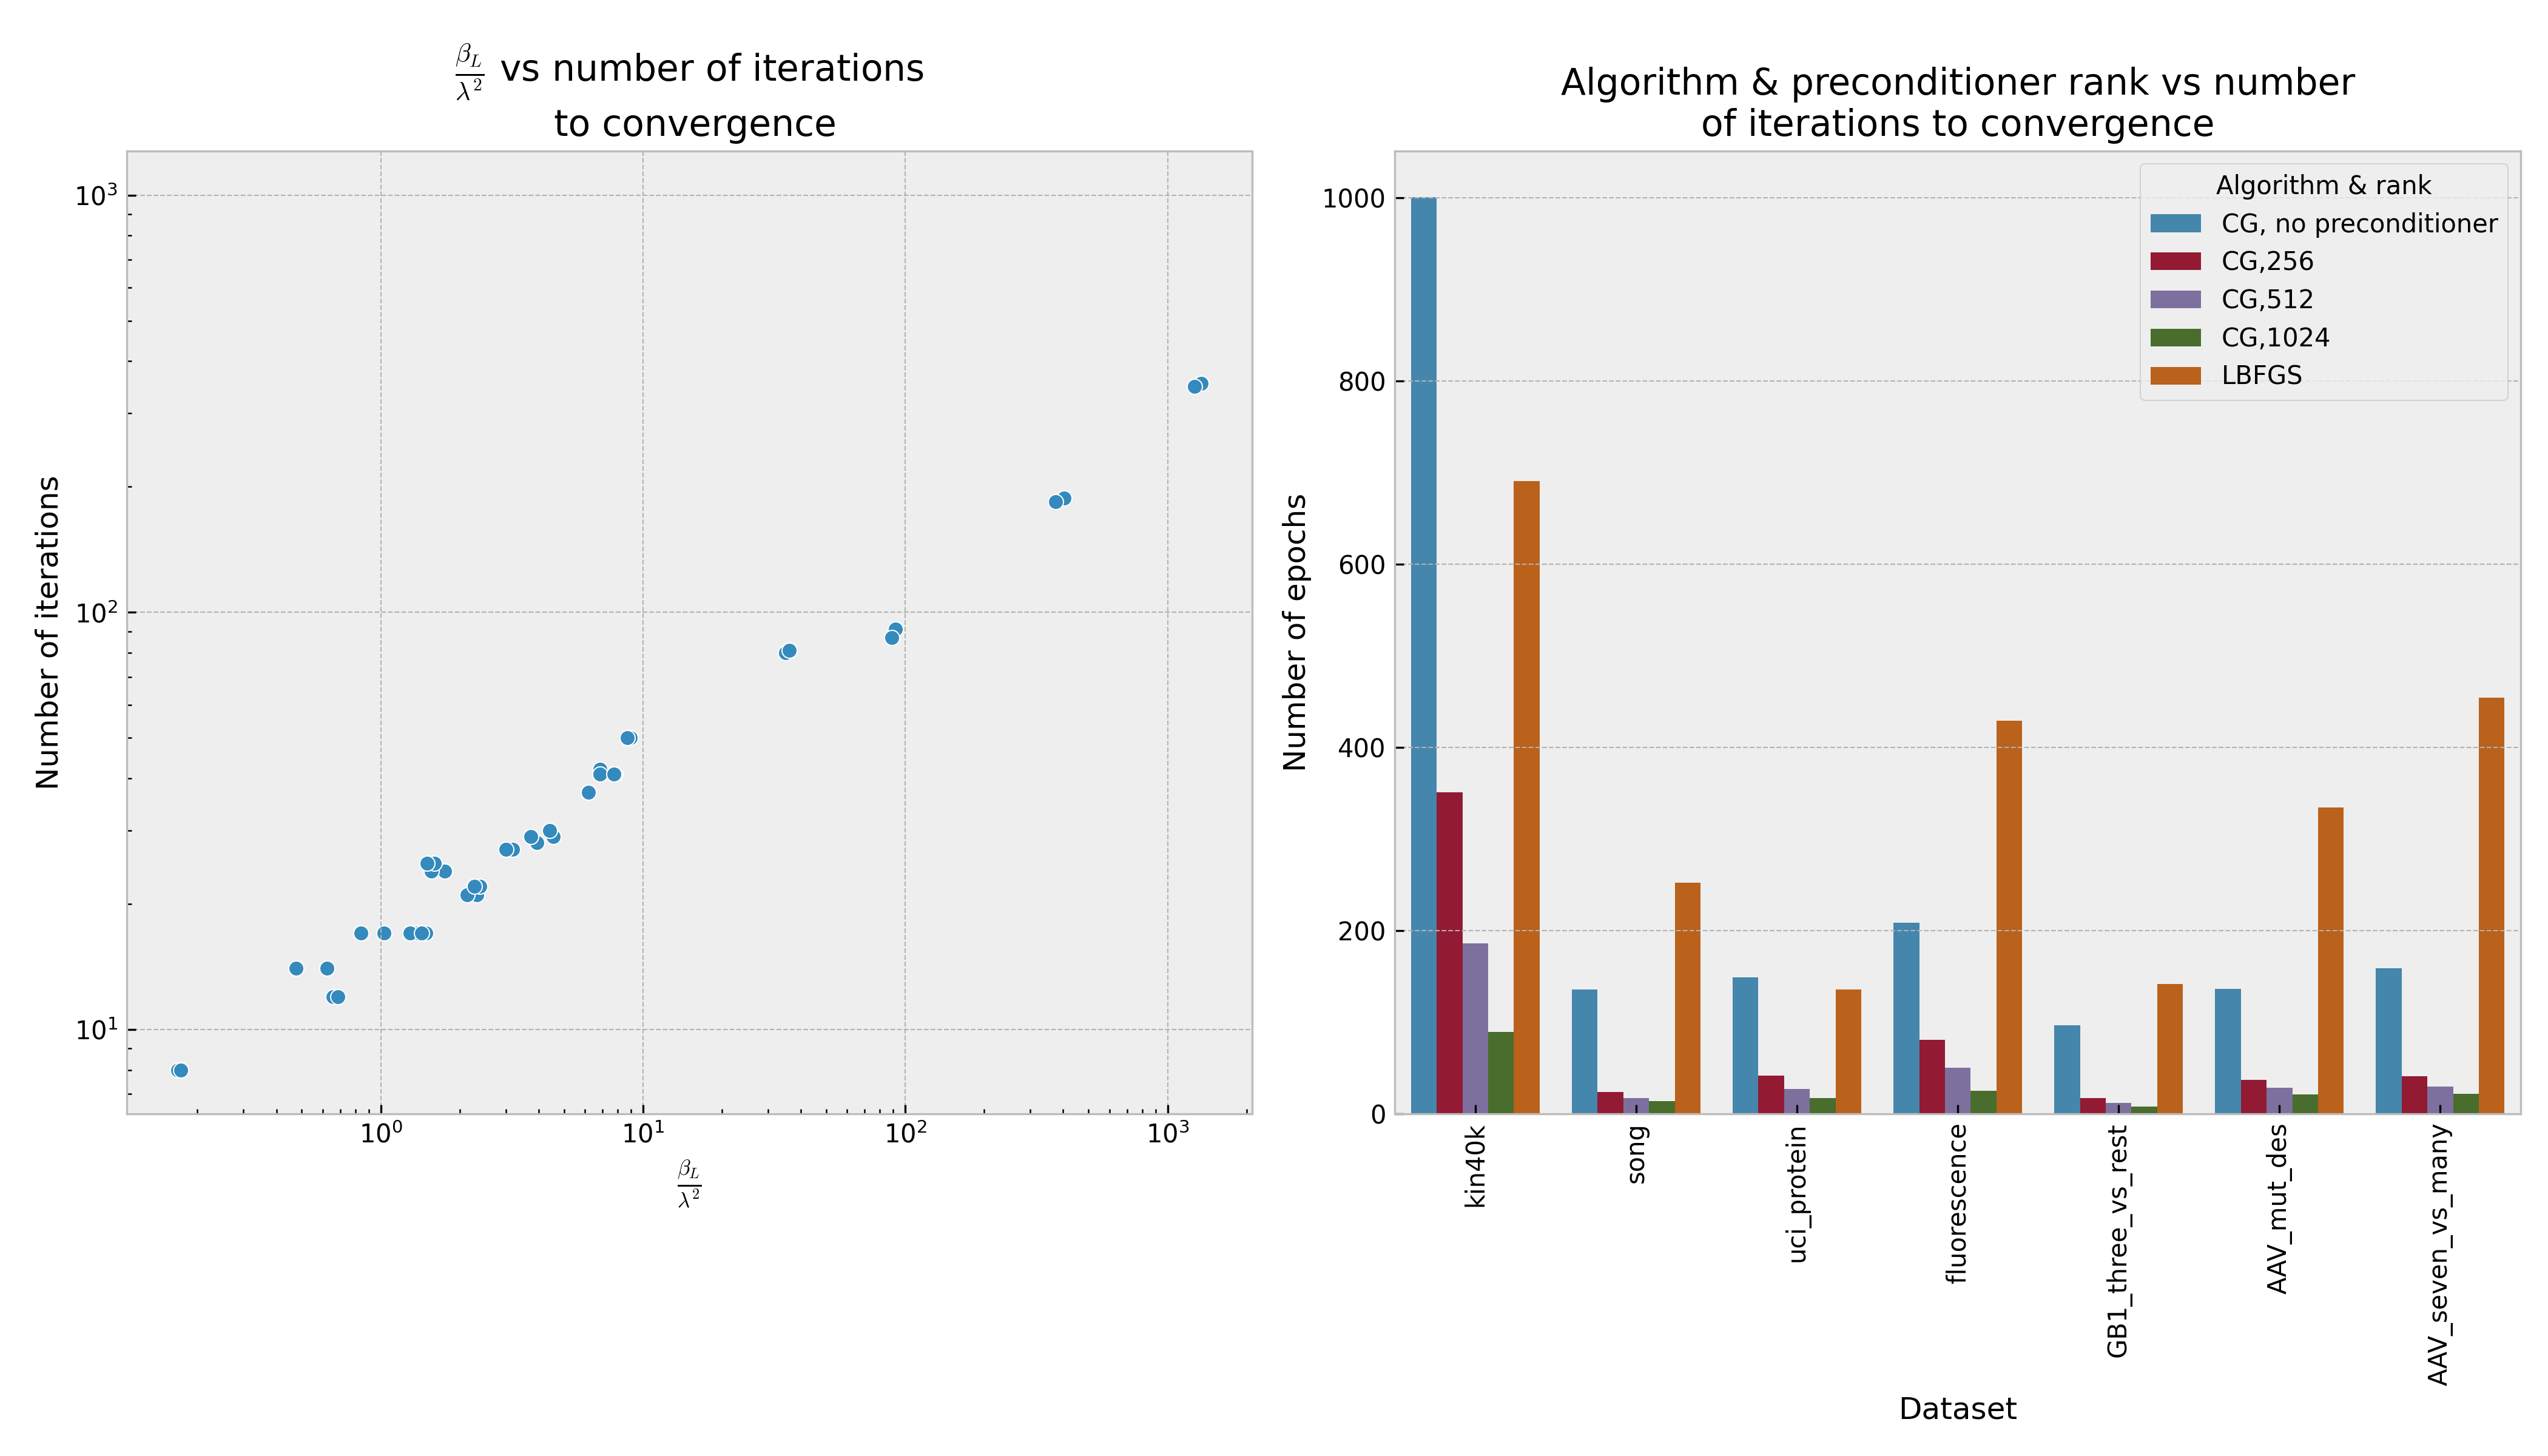 β_L/λ² vs number of iterations
to convergence
10³
10²
10¹
Number of iterations
10⁰ 10¹ 10² 10³
β_L/λ²
Algorithm & preconditioner rank vs number
of iterations to convergence
Algorithm & rank
CG, no preconditioner
CG,256
CG,512
CG,1024
LBFGS
1000
800
600
400
200
0
Number of epochs
kin40k
song
uci_protein
fluorescence
GB1_three_vs_rest
AAV_mut_des
AAV_seven_vs_many
Dataset